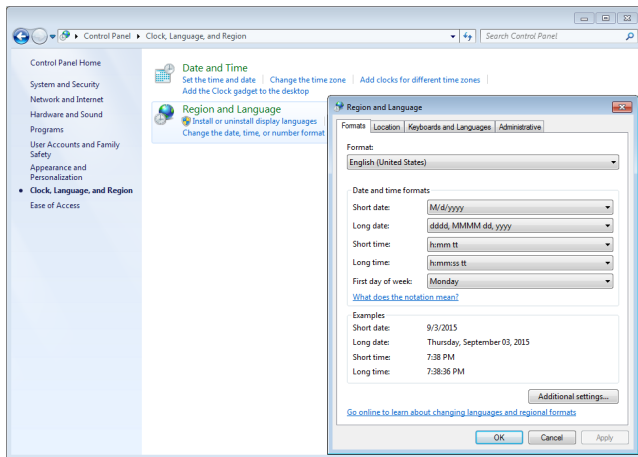 Control Panel ▸ Clock, Language, and Region
Search Control Panel
Control Panel Home
System and Security
Network and Internet
Hardware and Sound
Programs
User Accounts and Family
Safety
Appearance and
Personalization
Clock, Language, and Region
Ease of Access
Date and Time
Set the time and date | Change the time zone | Add clocks for different time zones |
Add the Clock gadget to the desktop
Region and Language
Install or uninstall display languages |
Change the date, time, or number format
Region and Language
Formats Location Keyboards and Languages Administrative
Format:
English (United States)
Date and time formats
Short date: M/d/yyyy
Long date: dddd, MMMM dd, yyyy
Short time: h:mm tt
Long time: h:mm:ss tt
First day of week: Monday
What does the notation mean?
Examples
Short date: 9/3/2015
Long date: Thursday, September 03, 2015
Short time: 7:38 PM
Long time: 7:38:36 PM
Additional settings...
Go online to learn about changing languages and regional formats
OK Cancel Apply